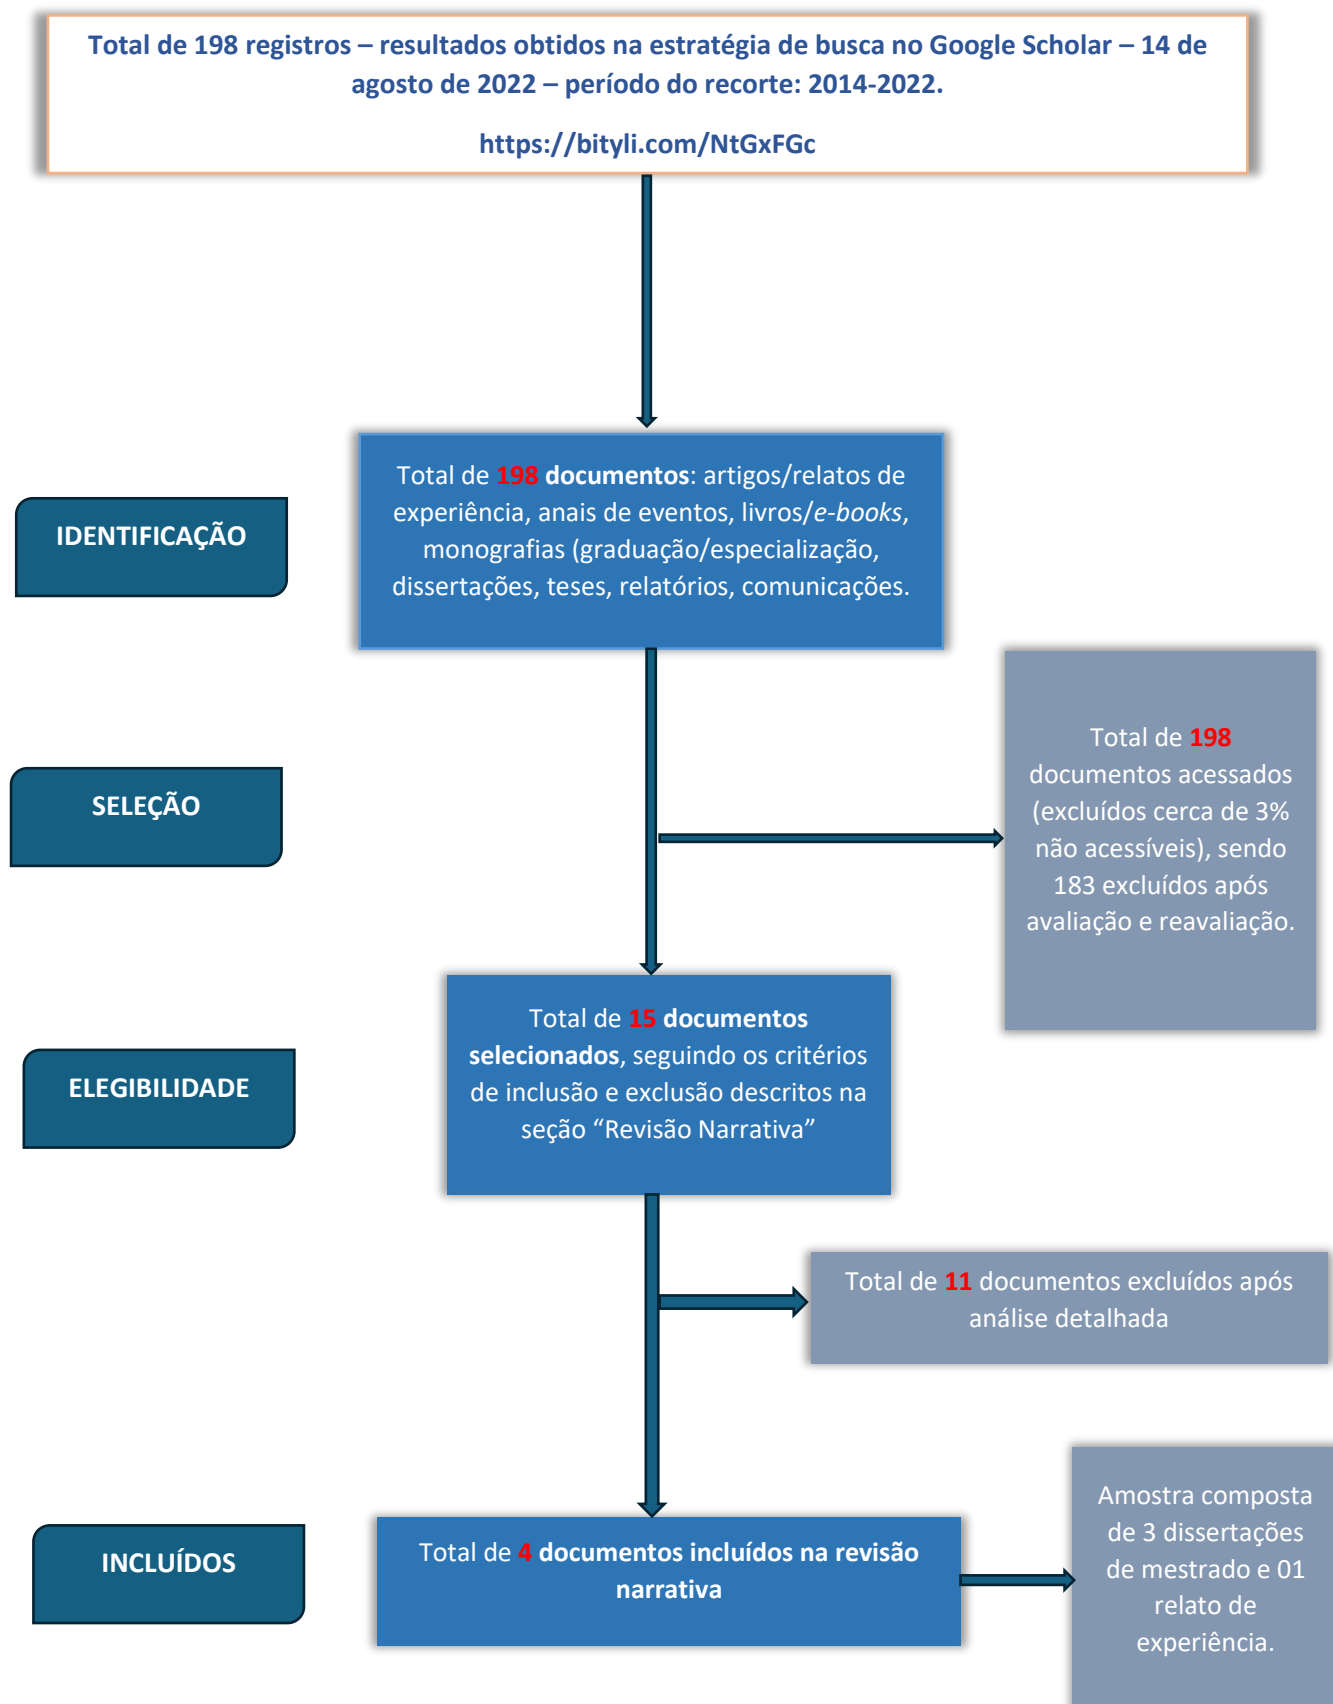 Total de 198 registros – resultados obtidos na estratégia de busca no Google Scholar – 14 de
agosto de 2022 – período do recorte: 2014-2022.
https://bityli.com/NtGxFGc
IDENTIFICAÇÃO
Total de 198 documentos: artigos/relatos de
experiência, anais de eventos, livros/e-books,
monografias (graduação/especialização,
dissertações, teses, relatórios, comunicações.
SELEÇÃO
Total de 198
documentos acessados
(excluídos cerca de 3%
não acessíveis), sendo
183 excluídos após
avaliação e reavaliação.
ELEGIBILIDADE
Total de 15 documentos
selecionados, seguindo os critérios
de inclusão e exclusão descritos na
seção “Revisão Narrativa”
Total de 11 documentos excluídos após
análise detalhada
INCLUÍDOS
Total de 4 documentos incluídos na revisão
narrativa
Amostra composta
de 3 dissertações
de mestrado e 01
relato de
experiência.